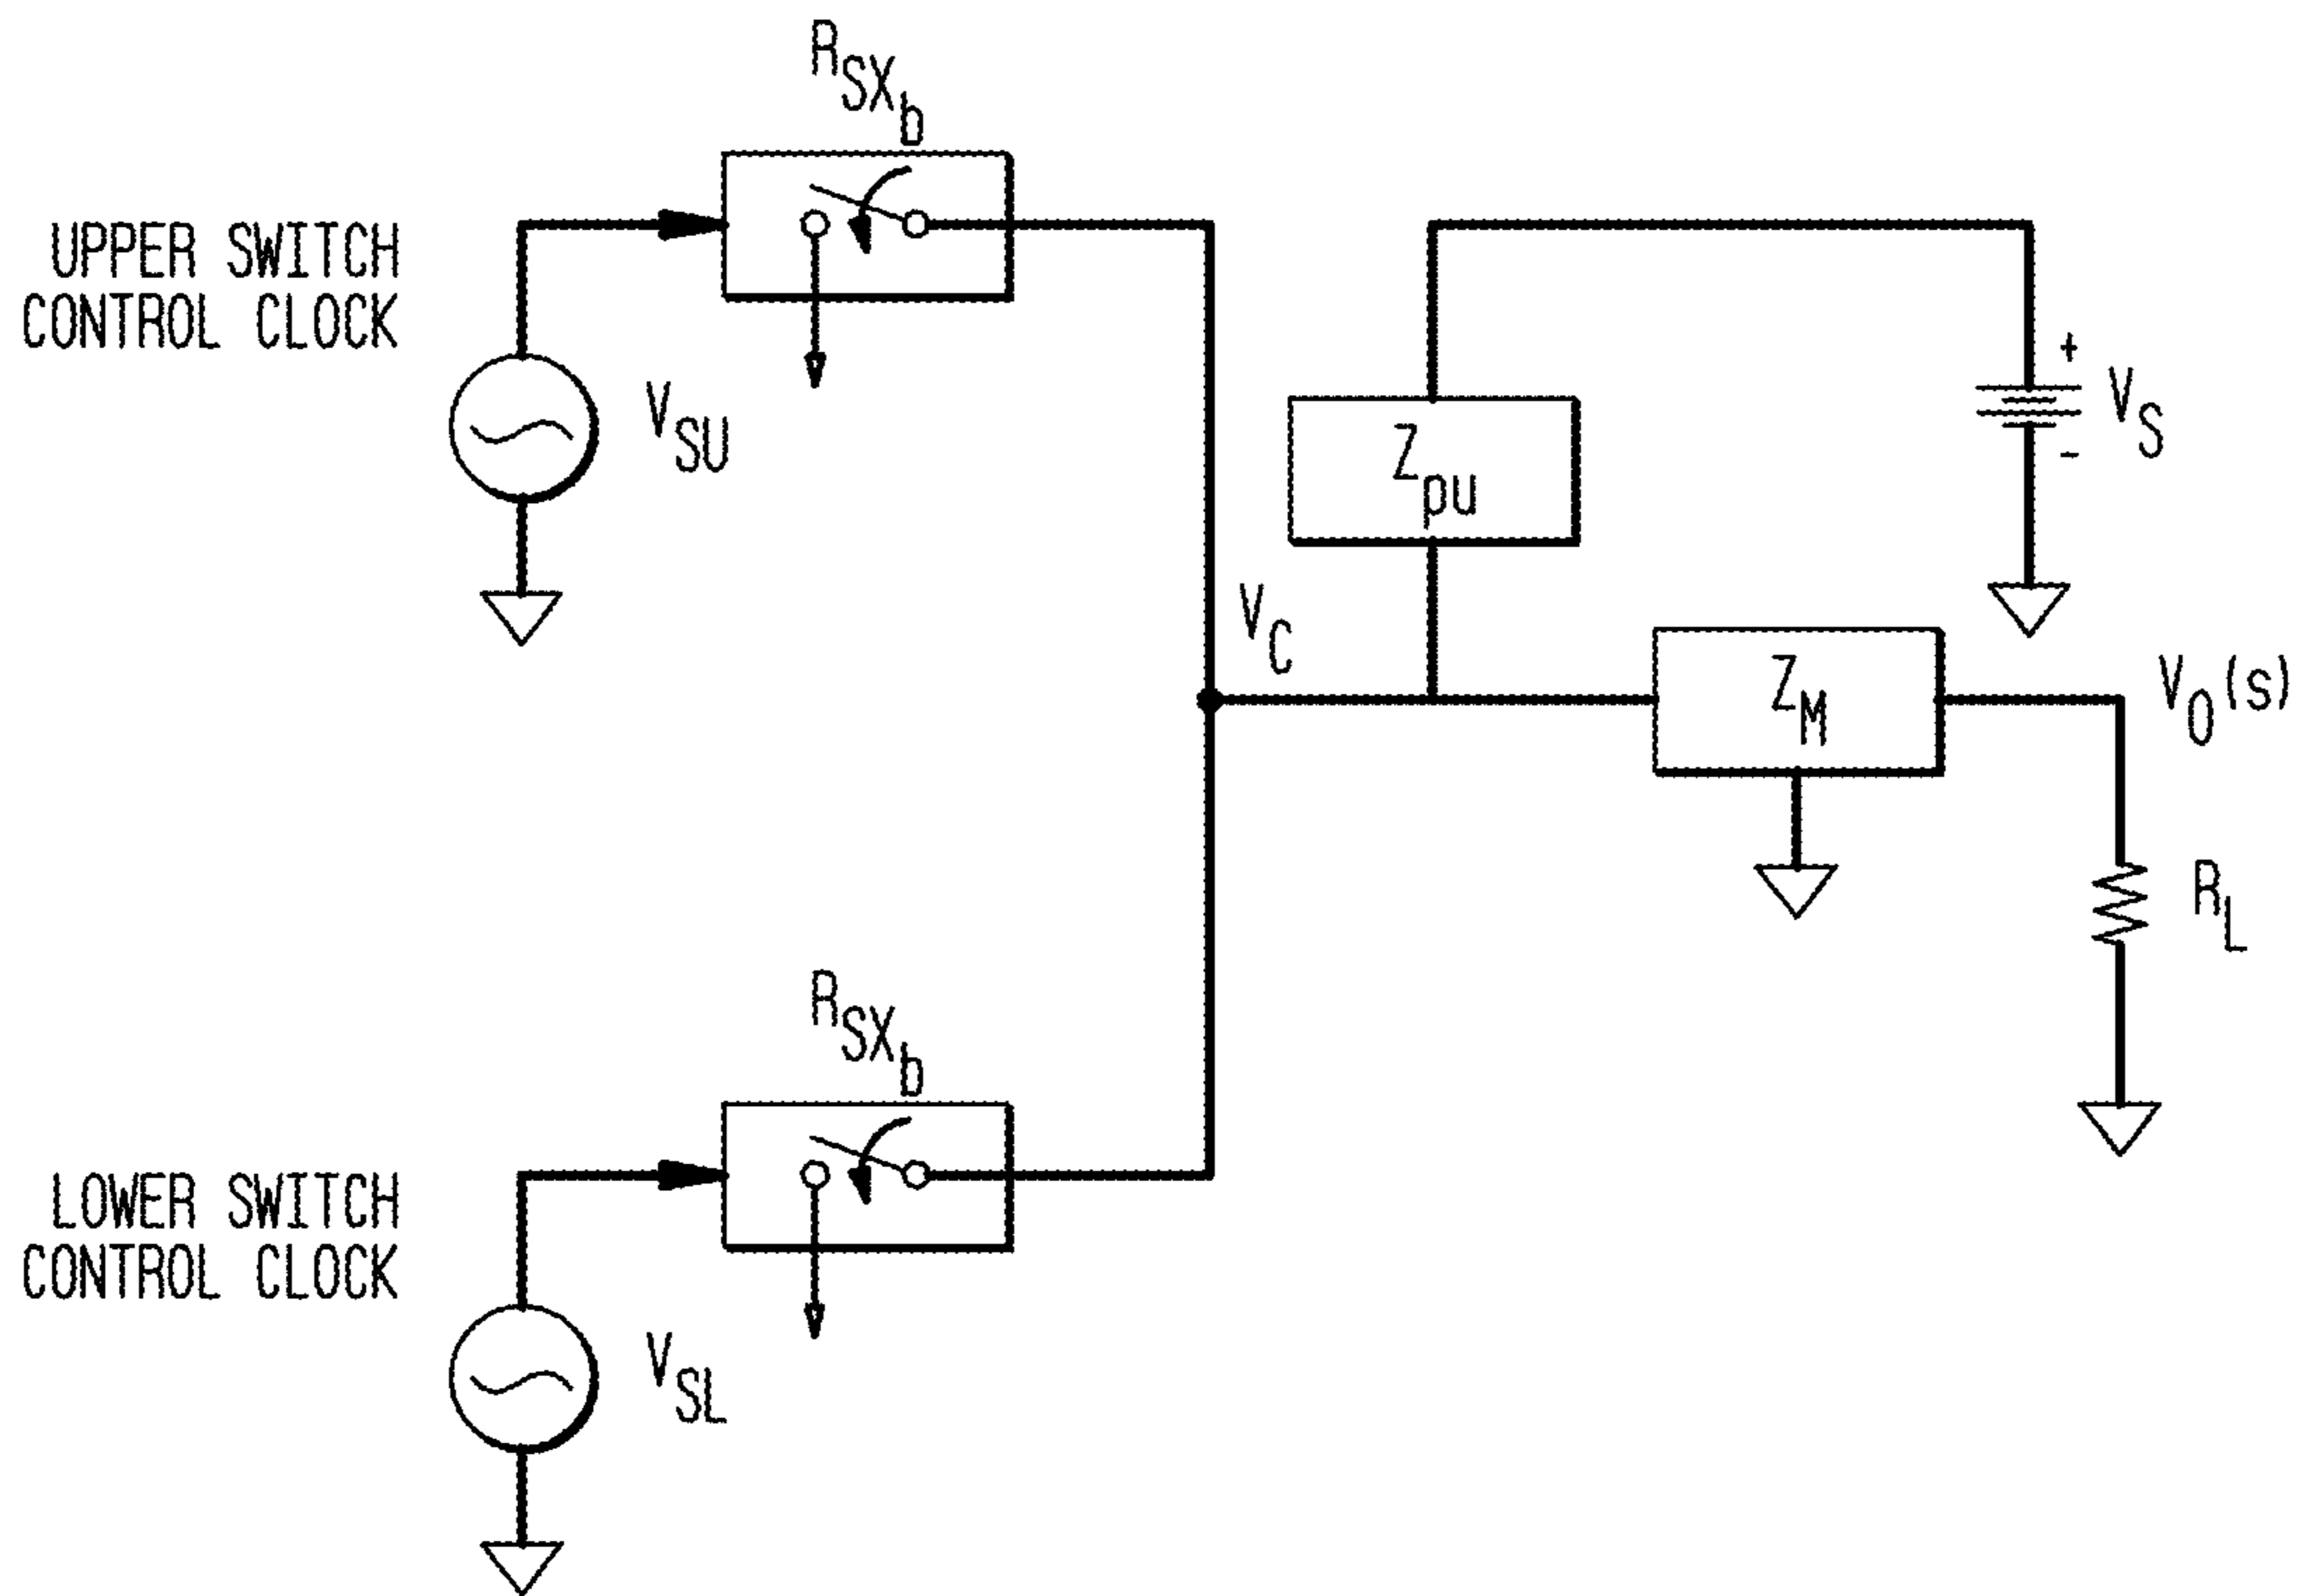 R_SX_b
UPPER SWITCH
CONTROL CLOCK
V_SU
+
V_S
-
Z_pu
V_C
Z_M
V_O(s)
R_L
R_SX_b
LOWER SWITCH
CONTROL CLOCK
V_SL